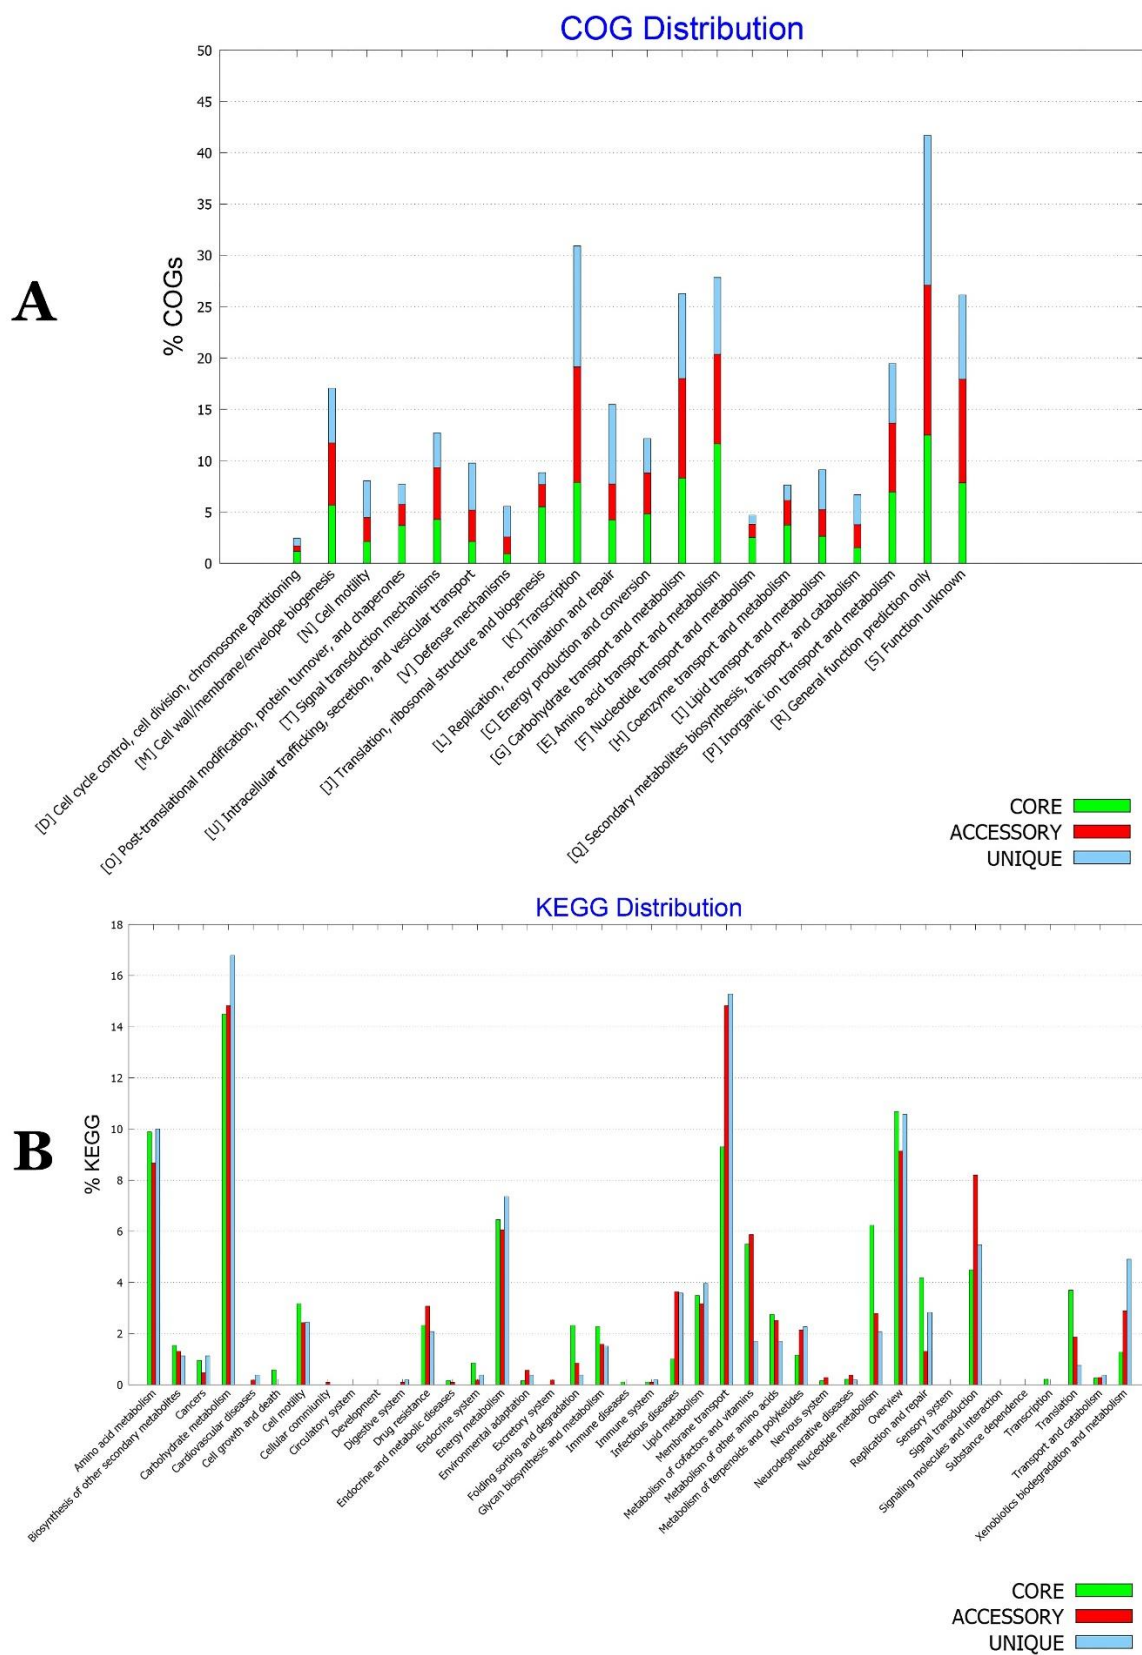 COG Distribution
50
45
40
35
30
25
20
15
10
5
0
% COGs
A
[D] Cell cycle control, cell division, chromosome partitioning
[M] Cell wall/membrane/envelope biogenesis
[N] Cell motility
[O] Post-translational modification, protein turnover, and chaperones
[T] Signal transduction mechanisms
[U] Intracellular trafficking, secretion, and vesicular transport
[V] Defense mechanisms
[J] Translation, ribosomal structure and biogenesis
[K] Transcription
[L] Replication, recombination and repair
[C] Energy production and conversion
[G] Carbohydrate transport and metabolism
[E] Amino acid transport and metabolism
[F] Nucleotide transport and metabolism
[H] Coenzyme transport and metabolism
[I] Lipid transport and metabolism
[Q] Secondary metabolites biosynthesis, transport, and catabolism
[P] Inorganic ion transport and metabolism
[R] General function prediction only
[S] Function unknown
CORE
ACCESSORY
UNIQUE
KEGG Distribution
18
16
14
12
10
8
6
4
2
0
% KEGG
B
Amino acid metabolism
Biosynthesis of other secondary metabolites
Cancers
Carbohydrate metabolism
Cardiovascular diseases
Cell growth and death
Cell motility
Cellular commiunity
Circulatory system
Development
Digestive system
Drug resistance
Endocrine and metabolic diseases
Endocrine system
Energy metabolism
Environmental adaptation
Excretory system
Folding sorting and degradation
Glycan biosynthesis and metabolism
Immune diseases
Immune system
Infectious diseases
Lipid metabolism
Membrane transport
Metabolism of cofactors and vitamins
Metabolism of other amino acids
Metabolism of terpenoids and polyketides
Nervous system
Neurodegenerative diseases
Nucleotide metabolism
Overview
Replication and repair
Sensory system
Signal transduction
Signaling molecules and interaction
Substance dependence
Transcription
Translation
Transport and catabolism
Xenobiotics biodegradation and metabolism
CORE
ACCESSORY
UNIQUE